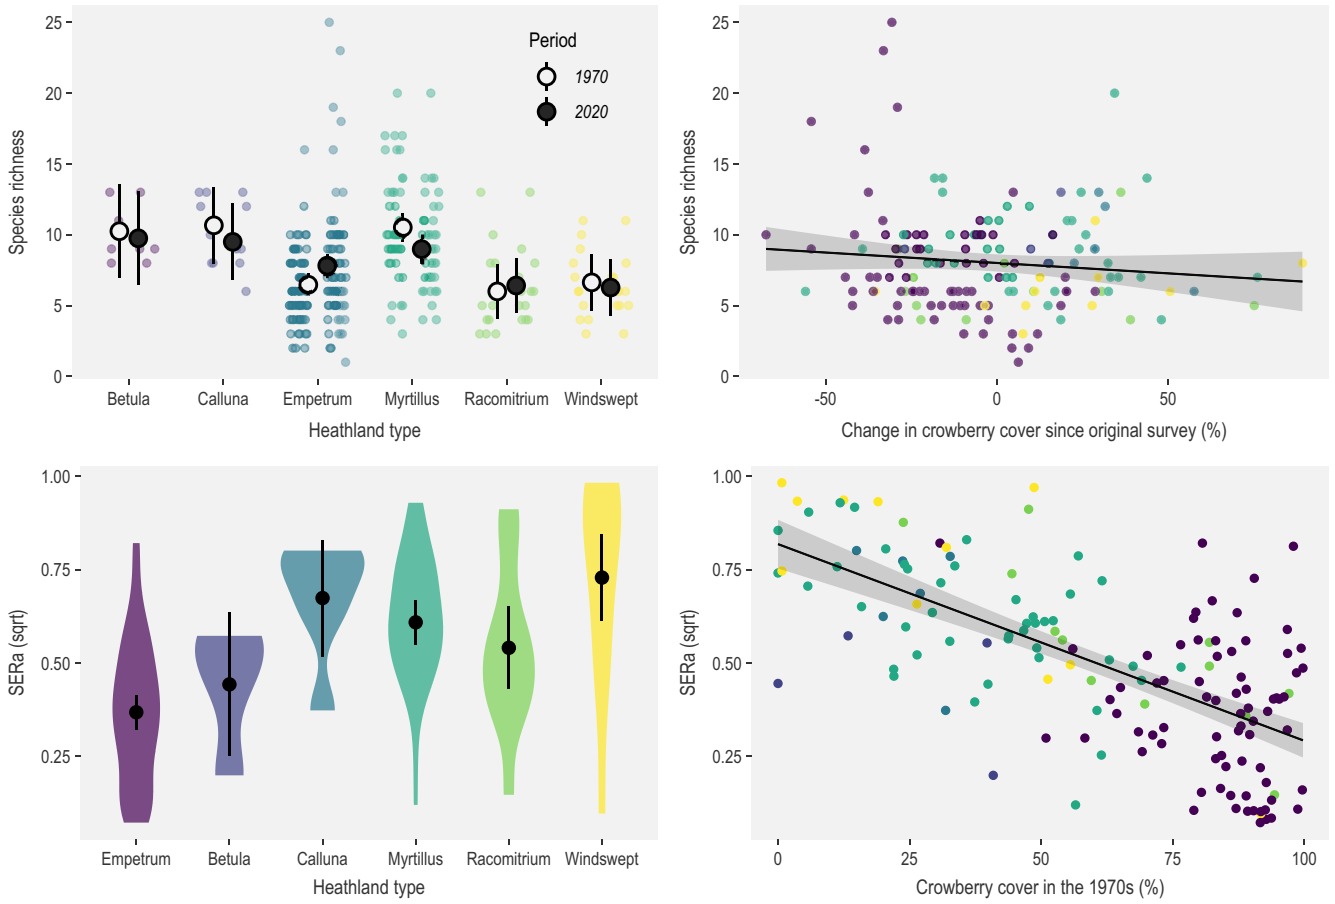 Species richness
25
20
15
10
5
0
Period
1970
2020
Betula Calluna Empetrum Myrtillus Racomitrium Windswept
Heathland type
Species richness
25
20
15
10
5
0
-50 0 50
Change in crowberry cover since original survey (%)
SERa (sqrt)
1.00
0.75
0.50
0.25
Empetrum Betula Calluna Myrtillus Racomitrium Windswept
Heathland type
SERa (sqrt)
1.00
0.75
0.50
0.25
0 25 50 75 100
Crowberry cover in the 1970s (%)